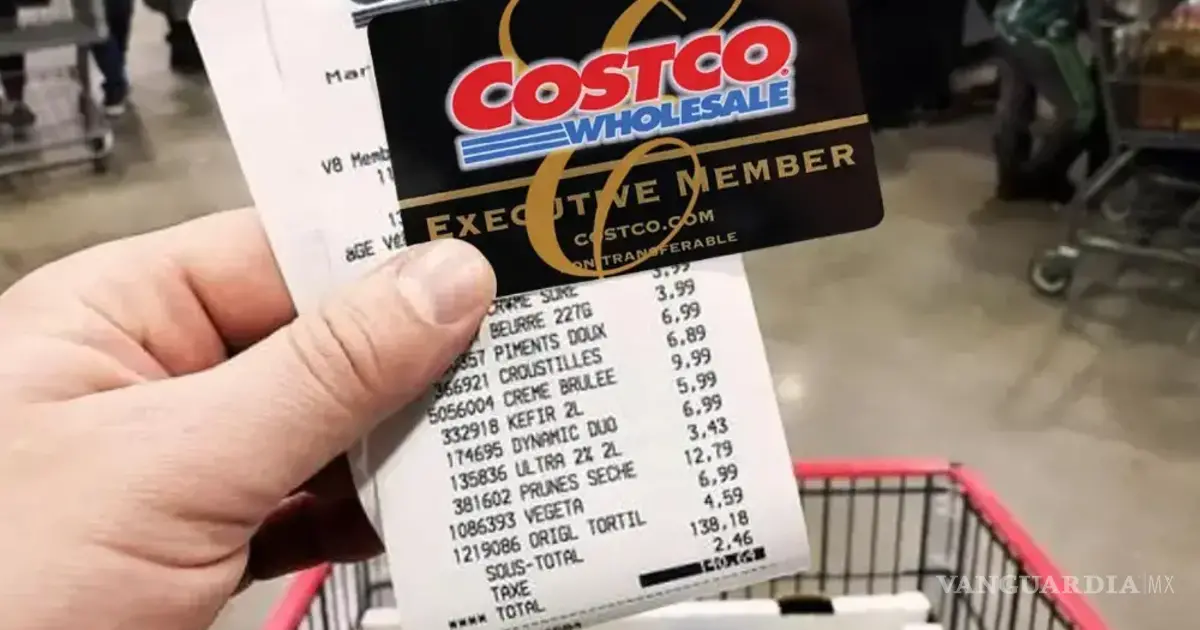 COSTCO
WHOLESALE
EXECUTIVE MEMBER
COSTCO.COM
TRANSFERABLE
Mar
V8 Memb
3,99
BEURRE 227G 3,99
PIMENTS DOUX 6,99
366921 CROUSTILLES 6,89
5056004 CREME BRULEE 9,99
332918 KEFIR 2L 5,99
174695 DYNAMIC DUO 6,99
135836 ULTRA 2% 2L 3,43
381602 PRUNES SECHE 12,79
1086393 VEGETA 6,99
1219086 ORIGL TORTIL 4,59
SOUS-TOTAL 138,18
TAXE 2,46
**** TOTAL
VANGUARDIA|MX